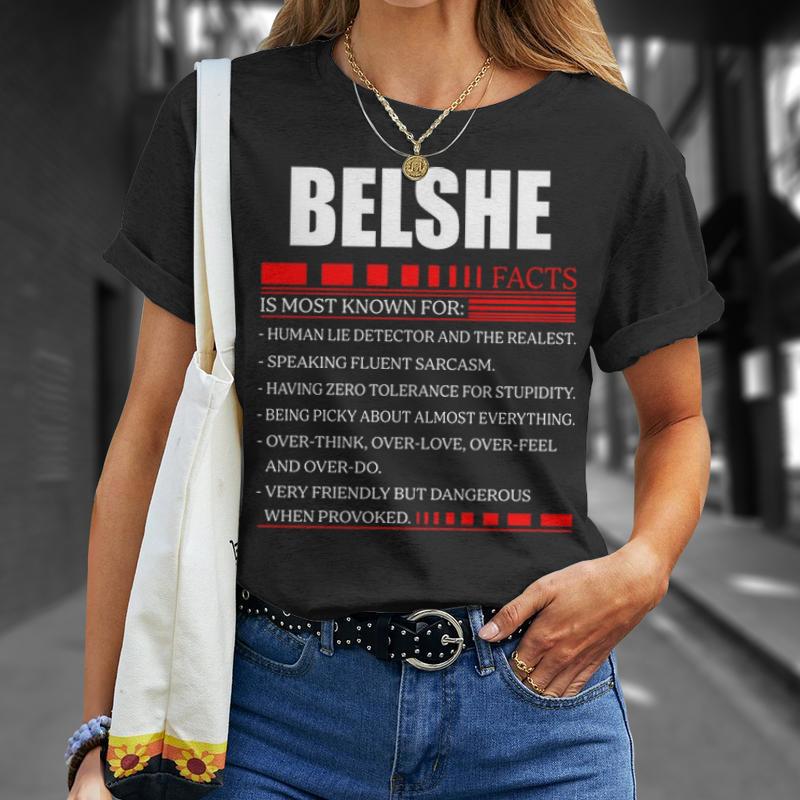 BELSHE
FACTS
IS MOST KNOWN FOR:
- HUMAN LIE DETECTOR AND THE REALEST.
- SPEAKING FLUENT SARCASM.
- HAVING ZERO TOLERANCE FOR STUPIDITY.
- BEING PICKY ABOUT ALMOST EVERYTHING.
- OVER-THINK, OVER-LOVE, OVER-FEEL
AND OVER-DO.
- VERY FRIENDLY BUT DANGEROUS
WHEN PROVOKED.